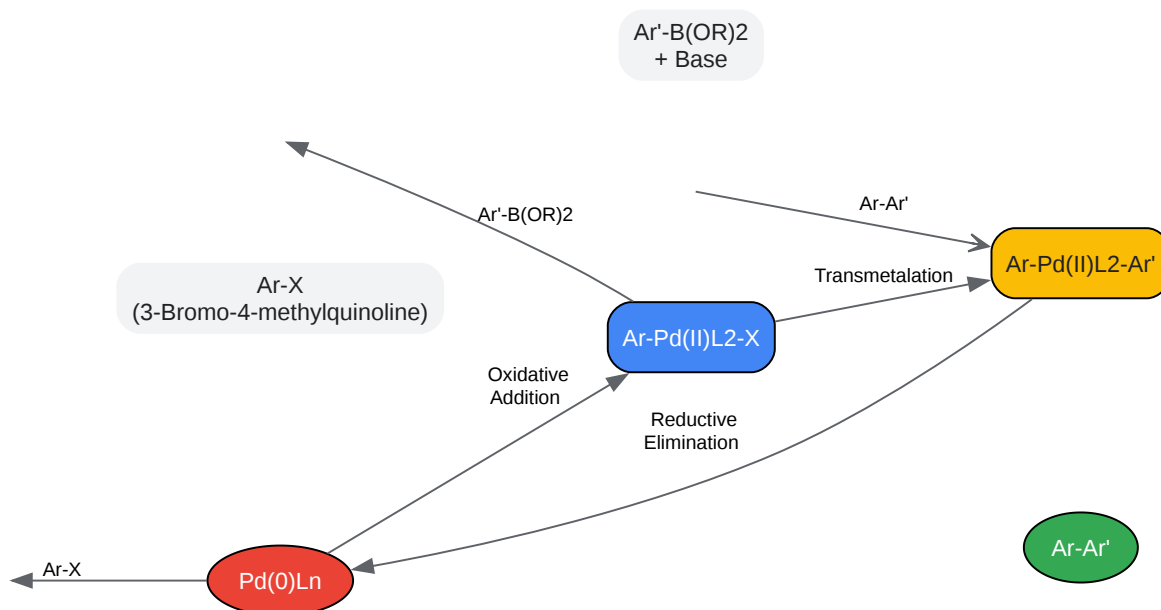 Ar'-B(OR)2
+ Base
Ar'-B(OR)2
Ar-Ar'
Ar-Pd(II)L2-Ar'
Transmetalation
Ar-X
(3-Bromo-4-methylquinoline)
Ar-Pd(II)L2-X
Oxidative
Addition
Reductive
Elimination
Ar-Ar'
Ar-X
Pd(0)Ln